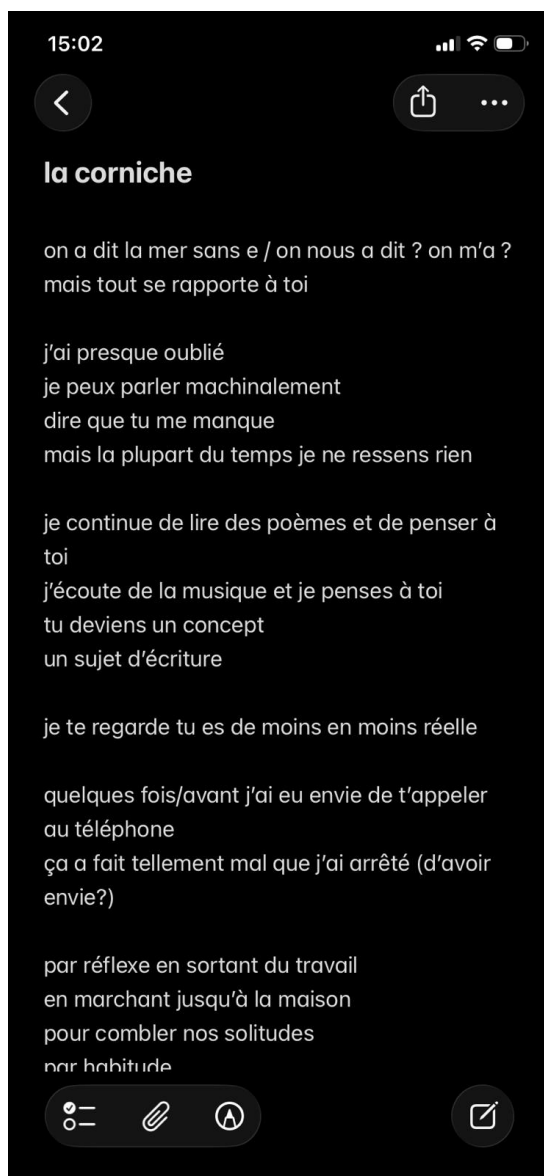 15:02
la corniche
on a dit la mer sans e / on nous a dit ? on m'a ?
mais tout se rapporte à toi
j'ai presque oublié
je peux parler machinalement
dire que tu me manque
mais la plupart du temps je ne ressens rien
je continue de lire des poèmes et de penser à
toi
j'écoute de la musique et je penses à toi
tu deviens un concept
un sujet d'écriture
je te regarde tu es de moins en moins réelle
quelques fois/avant j'ai eu envie de t'appeler
au téléphone
ça a fait tellement mal que j'ai arrêté (d'avoir
envie?)
par réflexe en sortant du travail
en marchant jusqu'à la maison
pour combler nos solitudes
par habitude